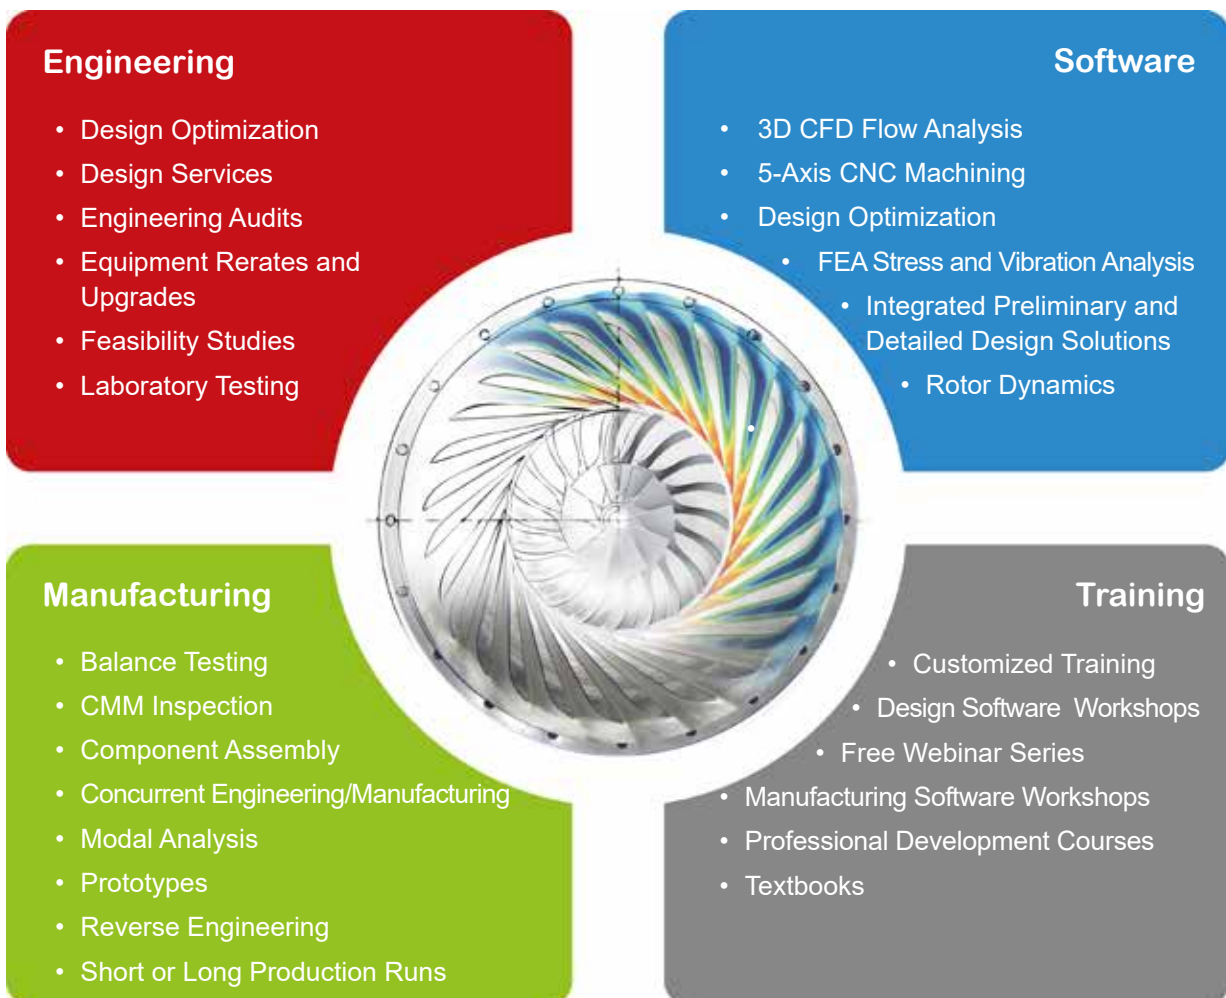 Engineering
• Design Optimization
• Design Services
• Engineering Audits
• Equipment Rerates and
Upgrades
• Feasibility Studies
• Laboratory Testing
Software
• 3D CFD Flow Analysis
• 5-Axis CNC Machining
• Design Optimization
• FEA Stress and Vibration Analysis
• Integrated Preliminary and
Detailed Design Solutions
• Rotor Dynamics
Manufacturing
• Balance Testing
• CMM Inspection
• Component Assembly
• Concurrent Engineering/Manufacturing
• Modal Analysis
• Prototypes
• Reverse Engineering
• Short or Long Production Runs
Training
• Customized Training
• Design Software Workshops
• Free Webinar Series
• Manufacturing Software Workshops
• Professional Development Courses
• Textbooks